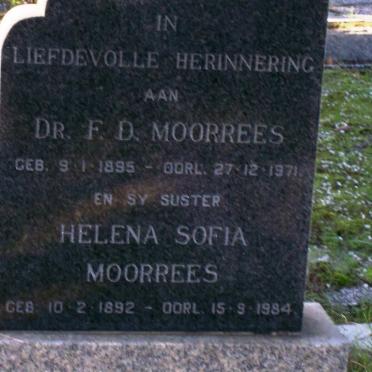 IN
LIEFDEVOLLE HERINNERING
AAN
DR. F. D. MOORREES
GEB. 9-1-1895 - OORL. 27-12-1971.
EN SY SUSTER
HELENA SOFIA
MOORREES
GEB. 10-2-1892 - OORL. 15-9-1984.